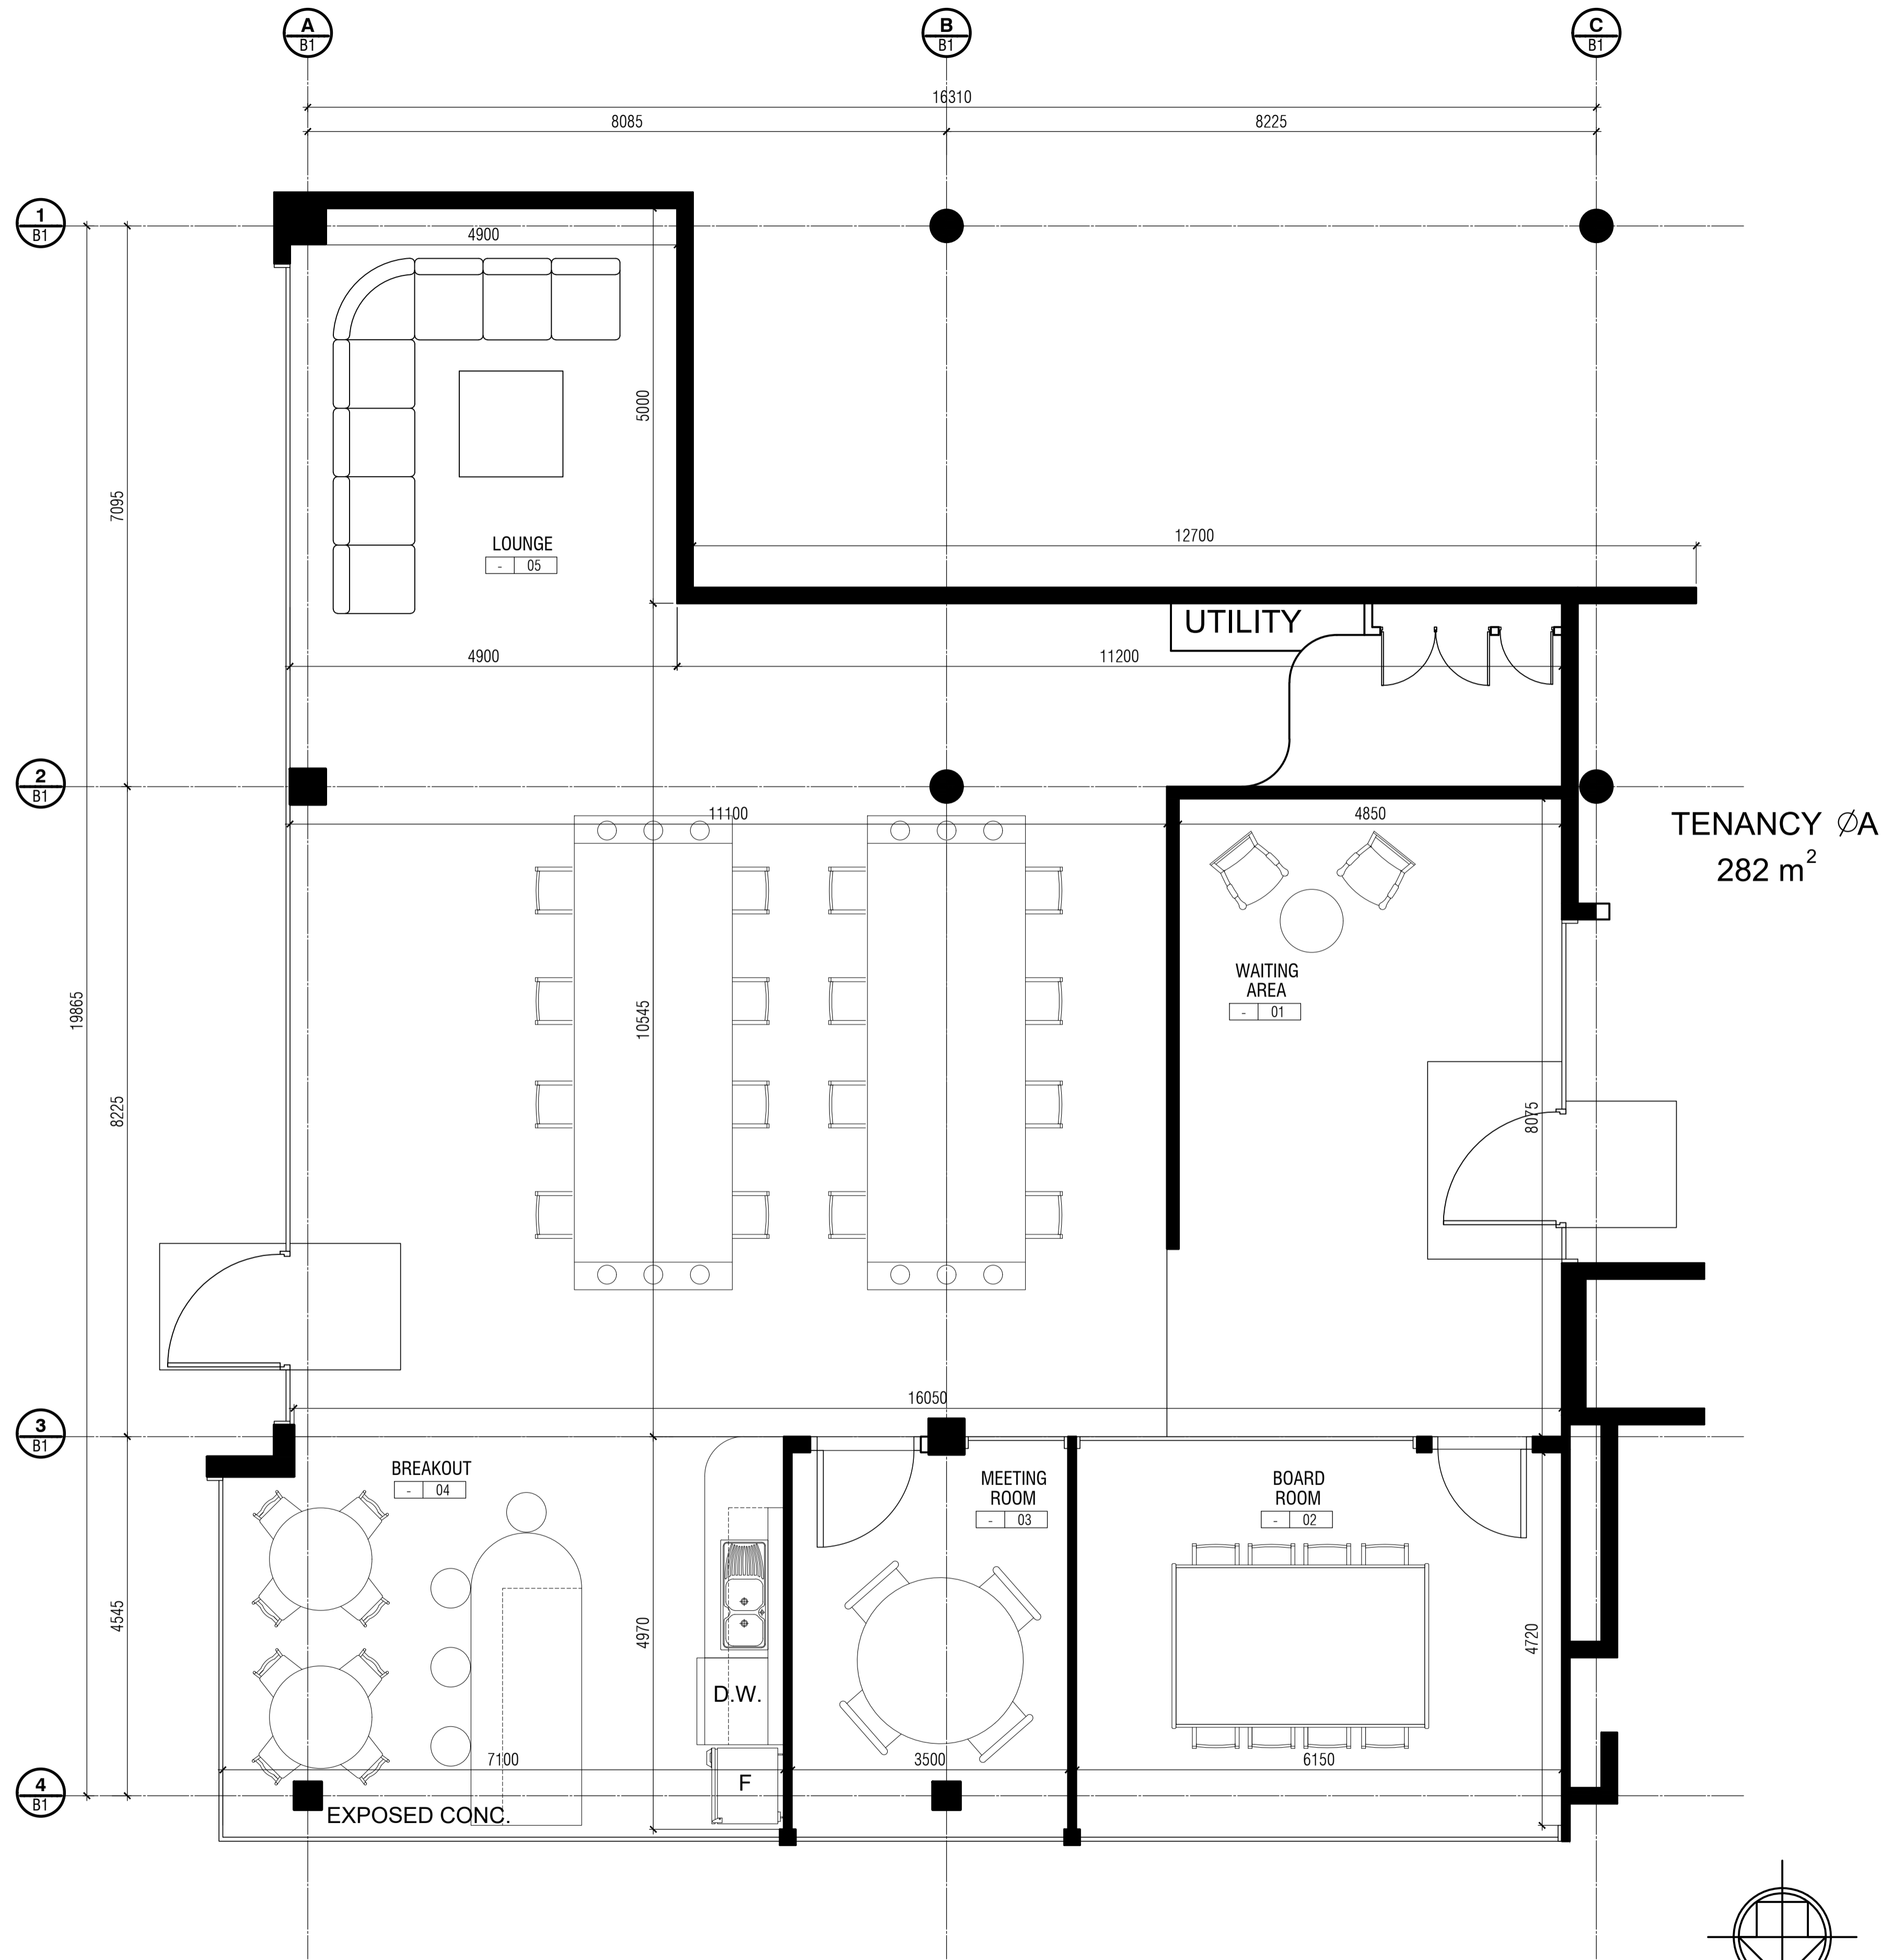 A
B1
B
B1
C
B1
16310
8085
8225
1
B1
4900
5000
7095
12700
LOUNGE
- 05
UTILITY
4900
11200
2
B1
11100
4850
TENANCY ØA
282 m²
WAITING
AREA
- 01
19865
10545
8225
8075
16050
3
B1
BREAKOUT
- 04
MEETING
ROOM
- 03
BOARD
ROOM
- 02
4545
4970
4720
D.W.
7100
3500
6150
F
4
B1
EXPOSED CONC.